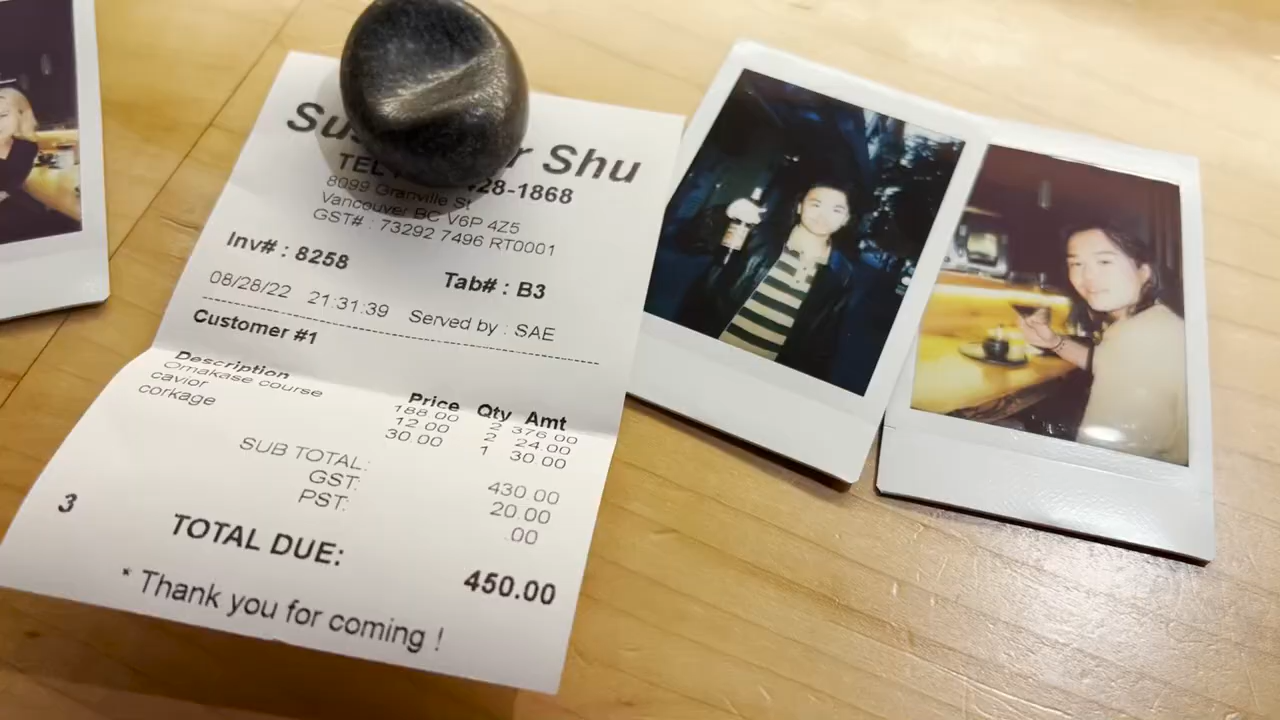 Shu
TEL 28-1868
8099 Granville St
Vancouver BC V6P 4Z5
GST# : 73292 7496 RT0001
Inv# : 8258 Tab# : B3
08/28/22 21:31:39 Served by : SAE
Customer #1
Description Price Qty Amt
Omakase course 188.00 2 376.00
cavior 12.00 2 24.00
corkage 30.00 1 30.00
SUB TOTAL: 430.00
GST: 20.00
PST: .00
3
TOTAL DUE: 450.00
* Thank you for coming !